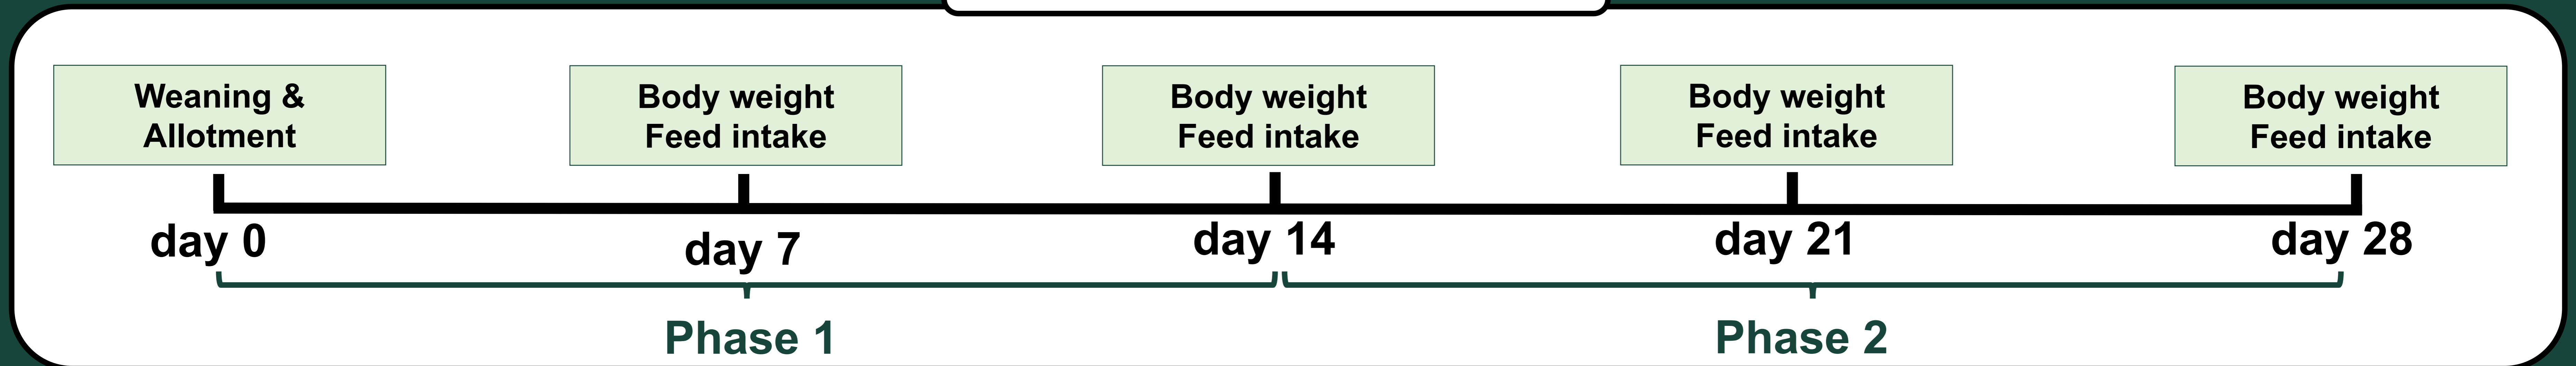 Weaning &
Allotment
Body weight
Feed intake
Body weight
Feed intake
Body weight
Feed intake
Body weight
Feed intake
day 0
day 7
day 14
day 21
day 28
Phase 1
Phase 2